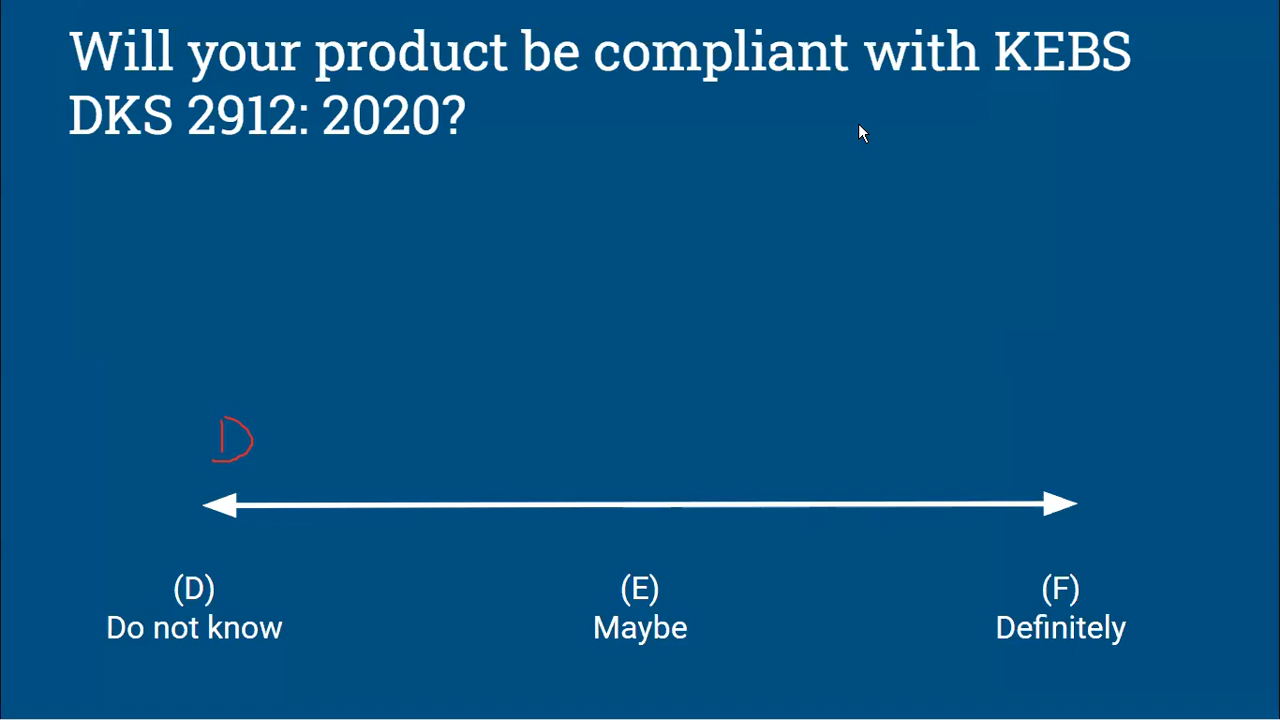 Will your product be compliant with KEBS
DKS 2912: 2020?
D
(D)
Do not know
(E)
Maybe
(F)
Definitely